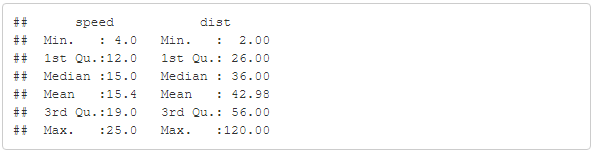 ##      speed           dist
##  Min.   : 4.0   Min.   :  2.00
##  1st Qu.:12.0   1st Qu.: 26.00
##  Median :15.0   Median : 36.00
##  Mean   :15.4   Mean   : 42.98
##  3rd Qu.:19.0   3rd Qu.: 56.00
##  Max.   :25.0   Max.   :120.00